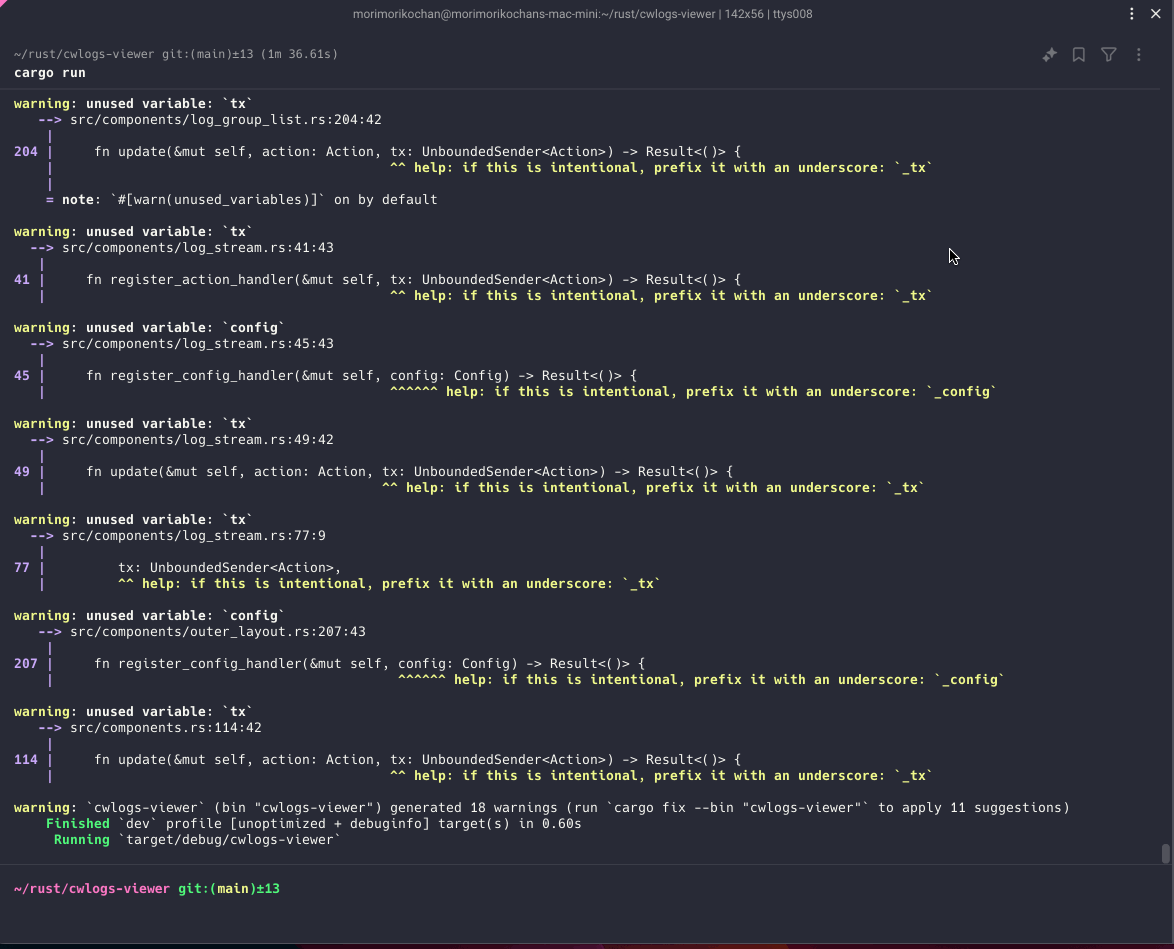 morimorikochan@morimorikochans-mac-mini:~/rust/cwlogs-viewer | 142x56 | ttys008
~/rust/cwlogs-viewer git:(main)±13 (1m 36.61s)
cargo run
warning: unused variable: `tx`
   --> src/components/log_group_list.rs:204:42
    |
204 |     fn update(&mut self, action: Action, tx: UnboundedSender<Action>) -> Result<()> {
    |                                          ^^ help: if this is intentional, prefix it with an underscore: `_tx`
    |
    = note: `#[warn(unused_variables)]` on by default
warning: unused variable: `tx`
  --> src/components/log_stream.rs:41:43
   |
41 |     fn register_action_handler(&mut self, tx: UnboundedSender<Action>) -> Result<()> {
   |                                           ^^ help: if this is intentional, prefix it with an underscore: `_tx`
warning: unused variable: `config`
  --> src/components/log_stream.rs:45:43
   |
45 |     fn register_config_handler(&mut self, config: Config) -> Result<()> {
   |                                           ^^^^^^ help: if this is intentional, prefix it with an underscore: `_config`
warning: unused variable: `tx`
  --> src/components/log_stream.rs:49:42
   |
49 |     fn update(&mut self, action: Action, tx: UnboundedSender<Action>) -> Result<()> {
   |                                          ^^ help: if this is intentional, prefix it with an underscore: `_tx`
warning: unused variable: `tx`
  --> src/components/log_stream.rs:77:9
   |
77 |         tx: UnboundedSender<Action>,
   |         ^^ help: if this is intentional, prefix it with an underscore: `_tx`
warning: unused variable: `config`
   --> src/components/outer_layout.rs:207:43
    |
207 |     fn register_config_handler(&mut self, config: Config) -> Result<()> {
    |                                           ^^^^^^ help: if this is intentional, prefix it with an underscore: `_config`
warning: unused variable: `tx`
   --> src/components.rs:114:42
    |
114 |     fn update(&mut self, action: Action, tx: UnboundedSender<Action>) -> Result<()> {
    |                                          ^^ help: if this is intentional, prefix it with an underscore: `_tx`
warning: `cwlogs-viewer` (bin "cwlogs-viewer") generated 18 warnings (run `cargo fix --bin "cwlogs-viewer"` to apply 11 suggestions)
    Finished `dev` profile [unoptimized + debuginfo] target(s) in 0.60s
     Running `target/debug/cwlogs-viewer`
~/rust/cwlogs-viewer git:(main)±13